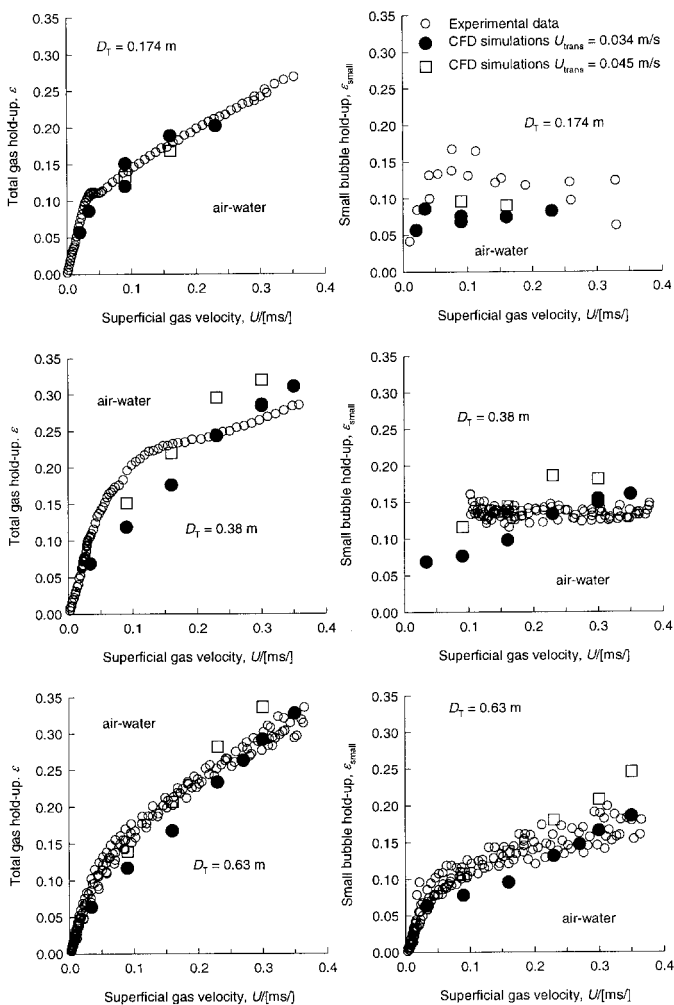 Total gas hold-up. ε
0.35
0.30
0.25
0.20
0.15
0.10
0.05
0.00
D_T = 0.174 m
air-water
0.0 0.1 0.2 0.3 0.4
Superficial gas velocity, U/[ms/]
Experimental data
CFD simulations U_trans = 0.034 m/s
CFD simulations U_trans = 0.045 m/s
Small bubble hold-up, ε_small
0.35
0.30
0.25
0.20
0.15
0.10
0.05
0.00
D_T = 0.174 m
air-water
0.0 0.1 0.2 0.3 0.4
Superficial gas velocity, U/[ms/]
Total gas hold-up. ε
0.35
0.30
0.25
0.20
0.15
0.10
0.05
0.00
air-water
D_T = 0.38 m
0.0 0.1 0.2 0.3 0.4
Superficial gas velocity, U/[ms/]
Small bubble hold-up, ε_small
0.35
0.30
0.25
0.20
0.15
0.10
0.05
0.00
D_T = 0.38 m
air-water
0.0 0.1 0.2 0.3 0.4
Superficial gas velocity, U/[ms/]
Total gas hold-up. ε
0.35
0.30
0.25
0.20
0.15
0.10
0.05
0.00
air-water
D_T = 0.63 m
0.0 0.1 0.2 0.3 0.4
Superficial gas velocity, U/[ms/]
Small bubble hold-up, ε_small
0.35
0.30
0.25
0.20
0.15
0.10
0.05
0.00
D_T = 0.63 m
air-water
0.0 0.1 0.2 0.3 0.4
Superficial gas velocity, U/[ms/]